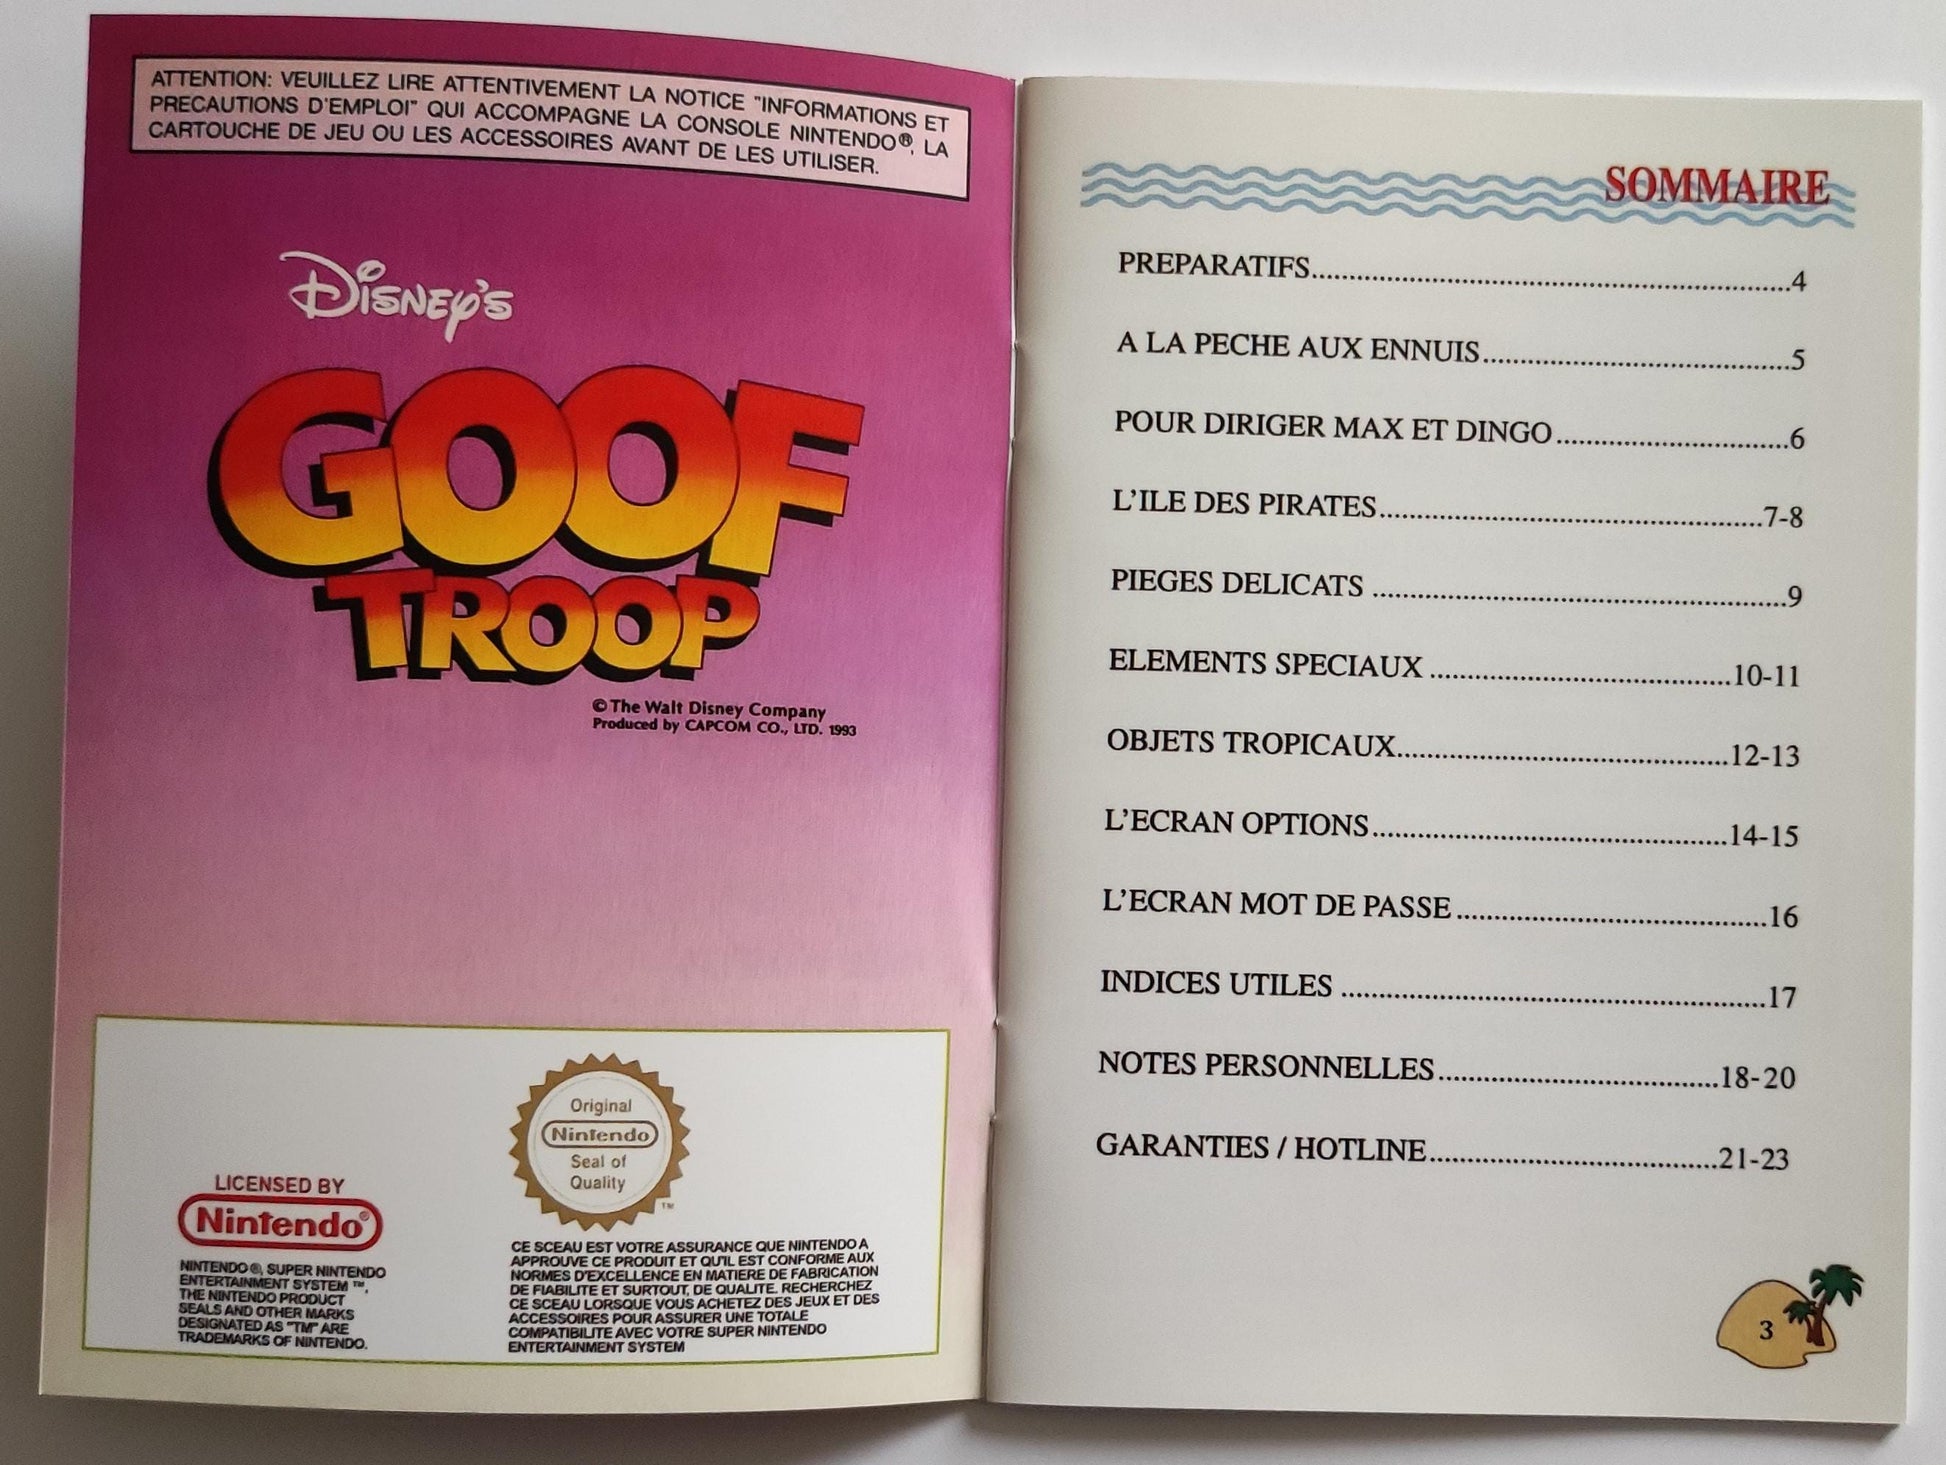 ATTENTION: VEUILLEZ LIRE ATTENTIVEMENT LA NOTICE "INFORMATIONS ET
PRECAUTIONS D'EMPLOI" QUI ACCOMPAGNE LA CONSOLE NINTENDO®, LA
CARTOUCHE DE JEU OU LES ACCESSOIRES AVANT DE LES UTILISER.
DISNEY'S
GOOF
TROOP
© The Walt Disney Company
Produced by CAPCOM CO., LTD. 1993
LICENSED BY
Nintendo®
NINTENDO®, SUPER NINTENDO
ENTERTAINMENT SYSTEM ™,
THE NINTENDO PRODUCT
SEALS AND OTHER MARKS
DESIGNATED AS "TM" ARE
TRADEMARKS OF NINTENDO.
Original
Nintendo
Seal of
Quality
TM
CE SCEAU EST VOTRE ASSURANCE QUE NINTENDO A
APPROUVE CE PRODUIT ET QU'IL EST CONFORME AUX
NORMES D'EXCELLENCE EN MATIERE DE FABRICATION
DE FIABILITE ET SURTOUT, DE QUALITE. RECHERCHEZ
CE SCEAU LORSQUE VOUS ACHETEZ DES JEUX ET DES
ACCESSOIRES POUR ASSURER UNE TOTALE
COMPATIBILITE AVEC VOTRE SUPER NINTENDO
ENTERTAINMENT SYSTEM
SOMMAIRE
PREPARATIFS..........4
A LA PECHE AUX ENNUIS..........5
POUR DIRIGER MAX ET DINGO..........6
L'ILE DES PIRATES..........7-8
PIEGES DELICATS ..........9
ELEMENTS SPECIAUX ..........10-11
OBJETS TROPICAUX..........12-13
L'ECRAN OPTIONS..........14-15
L'ECRAN MOT DE PASSE..........16
INDICES UTILES ..........17
NOTES PERSONNELLES..........18-20
GARANTIES / HOTLINE..........21-23
3